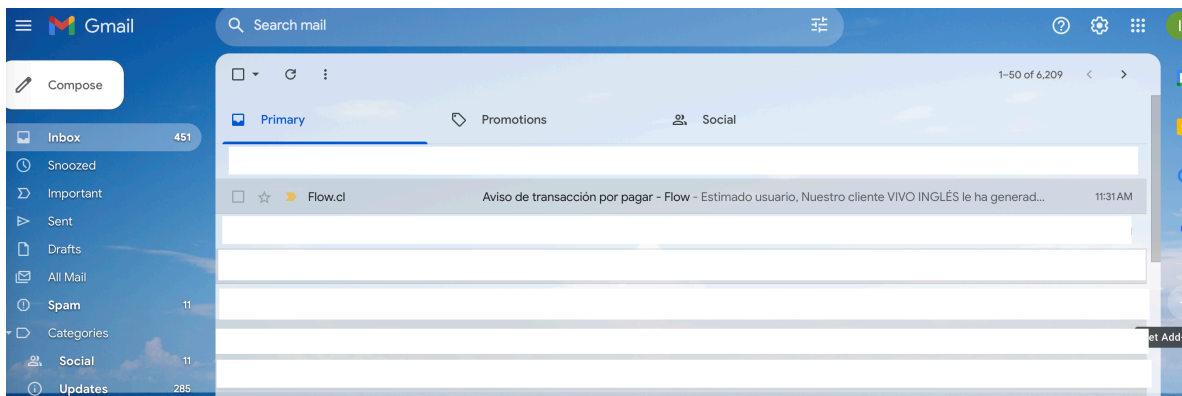 Gmail
Search mail
Compose
1–50 of 6,209
Primary
Promotions
Social
Inbox 451
Snoozed
Important
Flow.cl Aviso de transacción por pagar - Flow - Estimado usuario, Nuestro cliente VIVO INGLÉS le ha generad... 11:31 AM
Sent
Drafts
All Mail
Spam 11
Categories
et Add-
Social 11
Updates 285